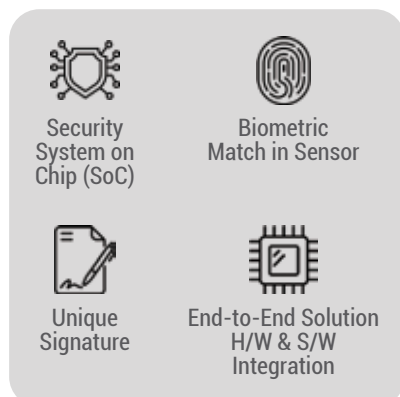 Security
System on
Chip (SoC)
Biometric
Match in Sensor
Unique
Signature
End-to-End Solution
H/W & S/W
Integration